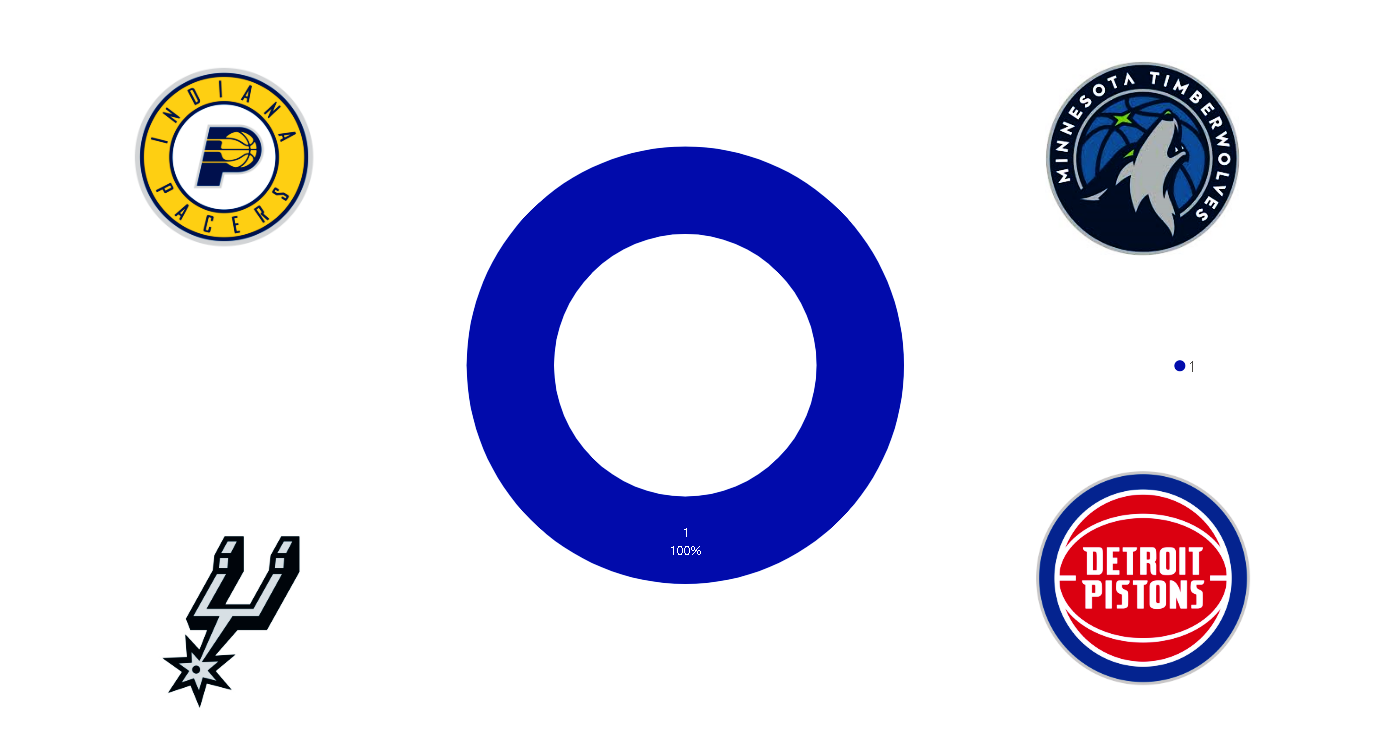 INDIANA
PACERS
MINNESOTA TIMBERWOLVES
1
1
100%
DETROIT
PISTONS